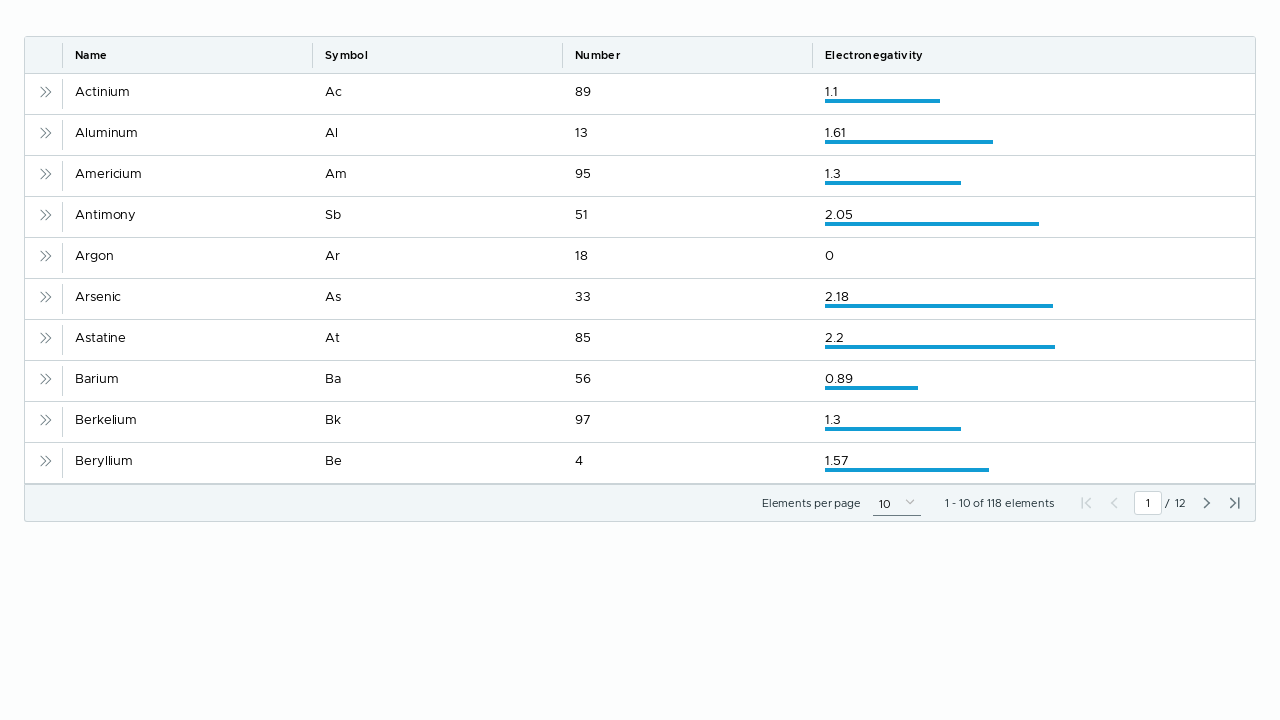 Name Symbol Number Electronegativity
Actinium Ac 89 1.1
Aluminum Al 13 1.61
Americium Am 95 1.3
Antimony Sb 51 2.05
Argon Ar 18 0
Arsenic As 33 2.18
Astatine At 85 2.2
Barium Ba 56 0.89
Berkelium Bk 97 1.3
Beryllium Be 4 1.57
Elements per page 10 1 - 10 of 118 elements 1 / 12